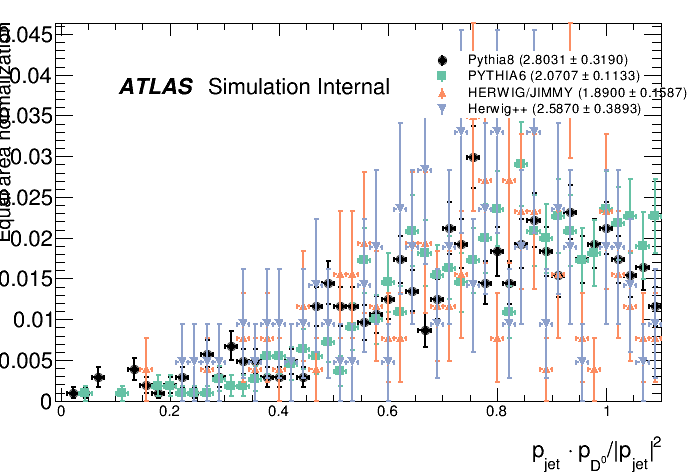 Equal area normalization
0.045
0.04
0.035
0.03
0.025
0.02
0.015
0.01
0.005
0
ATLAS Simulation Internal
Pythia8 (2.8031 ± 0.3190)
PYTHIA6 (2.0707 ± 0.1133)
HERWIG/JIMMY (1.8900 ± 0.1587)
Herwig++ (2.5870 ± 0.3893)
0 0.2 0.4 0.6 0.8 1
p_jet · p_D⁰/|p_jet|²